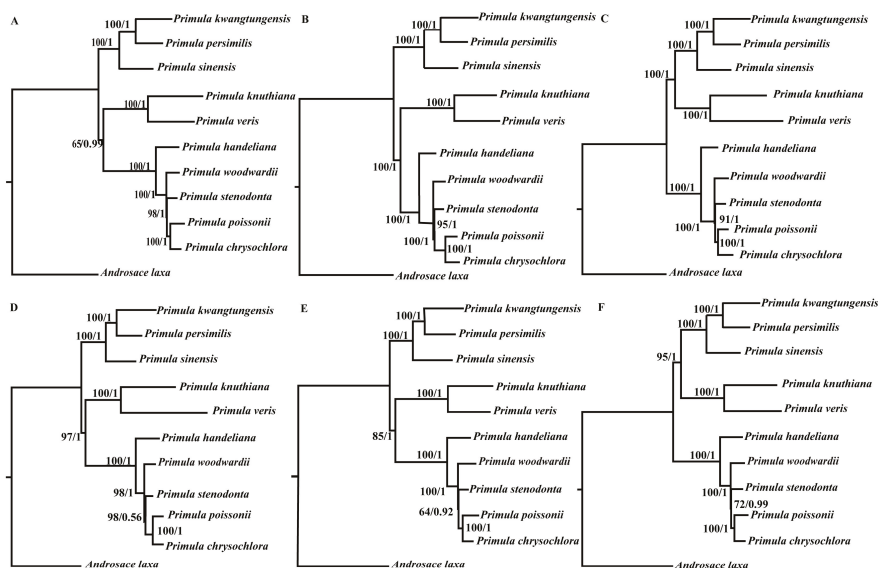 A
100/1
Primula kwangtungensis
100/1
Primula persimilis
Primula sinensis
100/1
Primula knuthiana
Primula veris
65/0.99
100/1
Primula handeliana
Primula woodwardii
100/1
Primula stenodonta
98/1
Primula poissonii
100/1
Primula chrysochlora
Androsace laxa
B
100/1
Primula kwangtungensis
100/1
Primula persimilis
Primula sinensis
100/1
Primula knuthiana
Primula veris
100/1
Primula handeliana
Primula woodwardii
100/1
Primula stenodonta
95/1
Primula poissonii
100/1
100/1
Primula chrysochlora
Androsace laxa
C
100/1
Primula kwangtungensis
100/1
Primula persimilis
Primula sinensis
100/1
100/1
Primula knuthiana
Primula veris
Primula handeliana
Primula woodwardii
100/1
Primula stenodonta
91/1
Primula poissonii
100/1
100/1
Primula chrysochlora
Androsace laxa
D
100/1
Primula kwangtungensis
100/1
Primula persimilis
Primula sinensis
100/1
Primula knuthiana
Primula veris
97/1
Primula handeliana
100/1
Primula woodwardii
98/1
Primula stenodonta
98/0.56
Primula poissonii
100/1
Primula chrysochlora
Androsace laxa
E
100/1
Primula kwangtungensis
100/1
Primula persimilis
Primula sinensis
100/1
Primula knuthiana
Primula veris
85/1
Primula handeliana
100/1
Primula woodwardii
100/1
Primula stenodonta
64/0.92
Primula poissonii
100/1
Primula chrysochlora
Androsace laxa
F
Primula kwangtungensis
100/1
100/1
Primula persimilis
Primula sinensis
95/1
100/1
Primula knuthiana
Primula veris
Primula handeliana
100/1
Primula woodwardii
100/1
Primula stenodonta
72/0.99
Primula poissonii
100/1
Primula chrysochlora
Androsace laxa